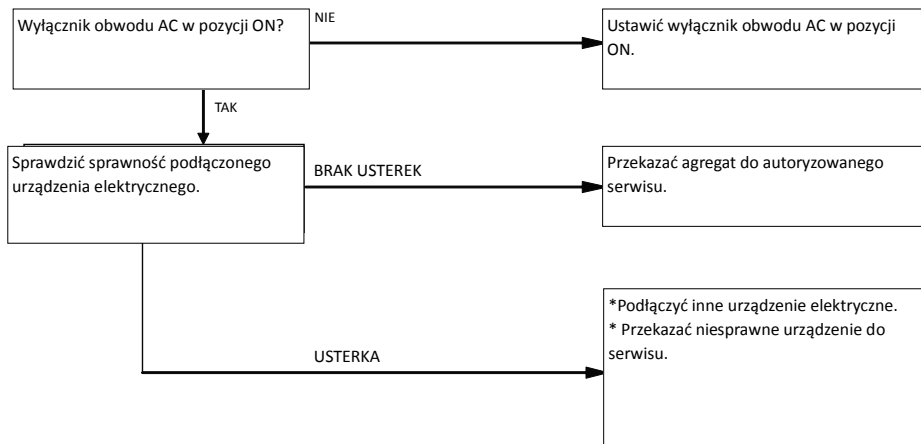 Wyłącznik obwodu AC w pozycji ON?
NIE
Ustawić wyłącznik obwodu AC w pozycji
ON.
TAK
Sprawdzić sprawność podłączonego
urządzenia elektrycznego.
BRAK USTEREK
Przekazać agregat do autoryzowanego
serwisu.
*Podłączyć inne urządzenie elektryczne.
* Przekazać niesprawne urządzenie do
serwisu.
USTERKA